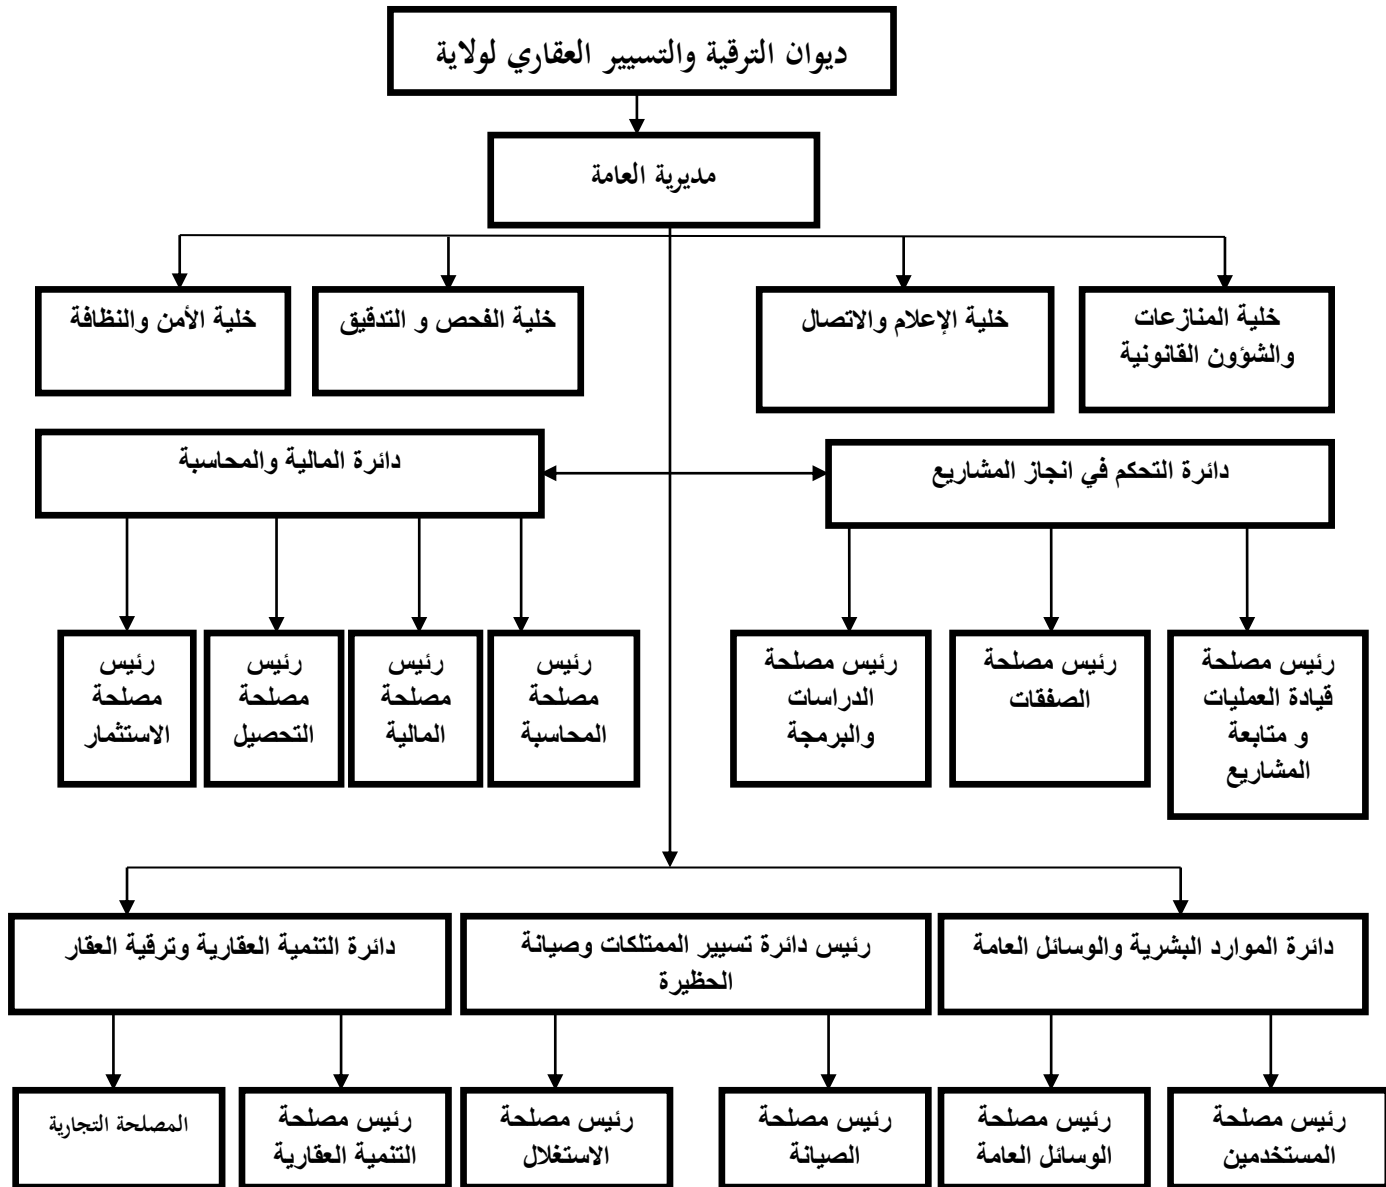 ديوان الترقية والتسيير العقاري لولاية
مديرية العامة
خلية المنازعات
والشؤون القانونية
خلية الإعلام والاتصال
خلية الفحص و التدقيق
خلية الأمن والنظافة
دائرة التحكم في انجاز المشاريع
دائرة المالية والمحاسبة
رئيس مصلحة
قيادة العمليات
و متابعة
المشاريع
رئيس مصلحة
الصفقات
رئيس مصلحة
الدراسات
والبرمجة
رئيس
مصلحة
المحاسبة
رئيس
مصلحة
المالية
رئيس
مصلحة
التحصيل
رئيس
مصلحة
الاستثمار
دائرة الموارد البشرية والوسائل العامة
رئيس دائرة تسيير الممتلكات وصيانة
الحظيرة
دائرة التنمية العقارية وترقية العقار
رئيس مصلحة
المستخدمين
رئيس مصلحة
الوسائل العامة
رئيس مصلحة
الصيانة
رئيس مصلحة
الاستغلال
رئيس مصلحة
التنمية العقارية
المصلحة التجارية